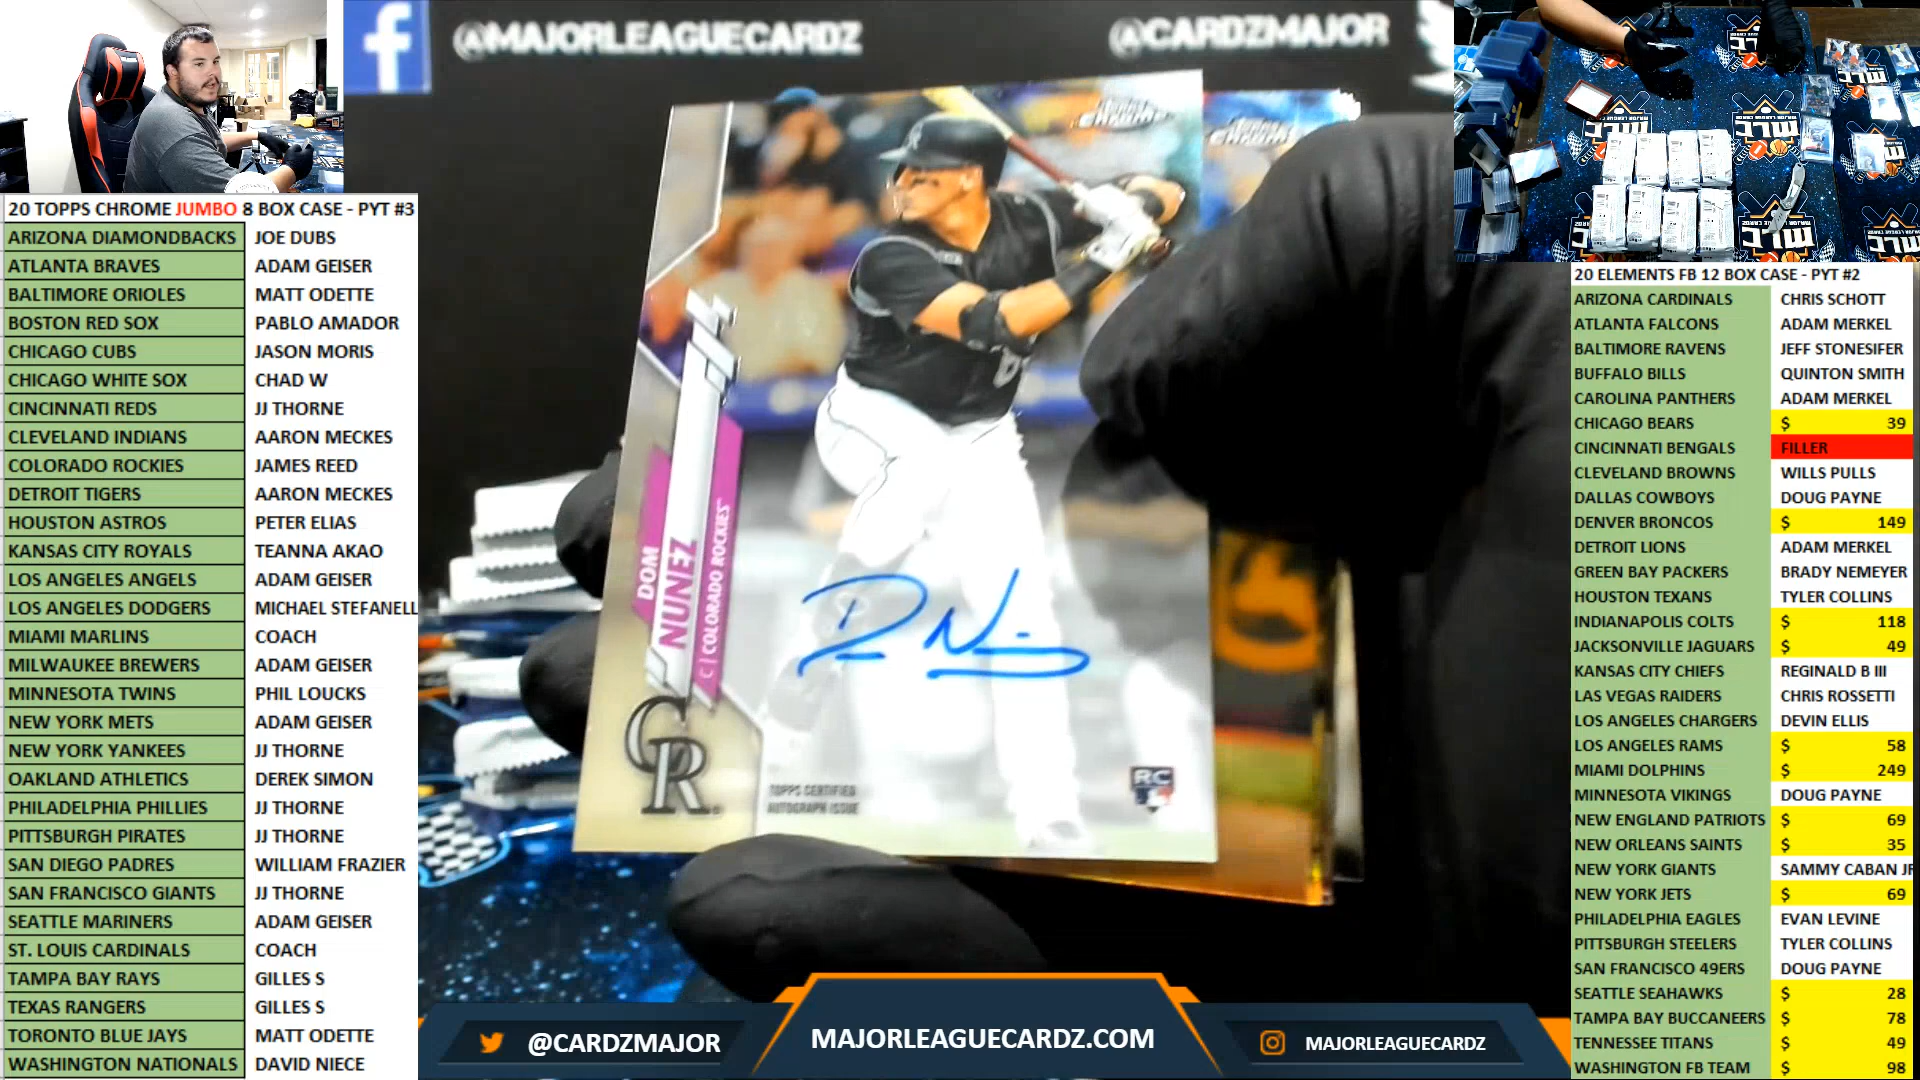 @MAJORLEAGUECARDZ
@CARDZMAJOR
20 TOPPS CHROME JUMBO 8 BOX CASE - PYT #3
ARIZONA DIAMONDBACKS JOE DUBS
ATLANTA BRAVES ADAM GEISER
BALTIMORE ORIOLES MATT ODETTE
BOSTON RED SOX PABLO AMADOR
CHICAGO CUBS JASON MORIS
CHICAGO WHITE SOX CHAD W
CINCINNATI REDS JJ THORNE
CLEVELAND INDIANS AARON MECKES
COLORADO ROCKIES JAMES REED
DETROIT TIGERS AARON MECKES
HOUSTON ASTROS PETER ELIAS
KANSAS CITY ROYALS TEANNA AKAO
LOS ANGELES ANGELS ADAM GEISER
LOS ANGELES DODGERS MICHAEL STEFANELL
MIAMI MARLINS COACH
MILWAUKEE BREWERS ADAM GEISER
MINNESOTA TWINS PHIL LOUCKS
NEW YORK METS ADAM GEISER
NEW YORK YANKEES JJ THORNE
OAKLAND ATHLETICS DEREK SIMON
PHILADELPHIA PHILLIES JJ THORNE
PITTSBURGH PIRATES JJ THORNE
SAN DIEGO PADRES WILLIAM FRAZIER
SAN FRANCISCO GIANTS JJ THORNE
SEATTLE MARINERS ADAM GEISER
ST. LOUIS CARDINALS COACH
TAMPA BAY RAYS GILLES S
TEXAS RANGERS GILLES S
TORONTO BLUE JAYS MATT ODETTE
WASHINGTON NATIONALS DAVID NIECE
DOM
NUÑEZ
C | COLORADO ROCKIES
CR
TOPPS CERTIFIED
AUTOGRAPH ISSUE
RC
@CARDZMAJOR
MAJORLEAGUECARDZ.COM
MAJORLEAGUECARDZ
20 ELEMENTS FB 12 BOX CASE - PYT #2
ARIZONA CARDINALS CHRIS SCHOTT
ATLANTA FALCONS ADAM MERKEL
BALTIMORE RAVENS JEFF STONESIFER
BUFFALO BILLS QUINTON SMITH
CAROLINA PANTHERS ADAM MERKEL
CHICAGO BEARS $ 39
CINCINNATI BENGALS FILLER
CLEVELAND BROWNS WILLS PULLS
DALLAS COWBOYS DOUG PAYNE
DENVER BRONCOS $ 149
DETROIT LIONS ADAM MERKEL
GREEN BAY PACKERS BRADY NEMEYER
HOUSTON TEXANS TYLER COLLINS
INDIANAPOLIS COLTS $ 118
JACKSONVILLE JAGUARS $ 49
KANSAS CITY CHIEFS REGINALD B III
LAS VEGAS RAIDERS CHRIS ROSSETTI
LOS ANGELES CHARGERS DEVIN ELLIS
LOS ANGELES RAMS $ 58
MIAMI DOLPHINS $ 249
MINNESOTA VIKINGS DOUG PAYNE
NEW ENGLAND PATRIOTS $ 69
NEW ORLEANS SAINTS $ 35
NEW YORK GIANTS SAMMY CABAN JR
NEW YORK JETS $ 69
PHILADELPHIA EAGLES EVAN LEVINE
PITTSBURGH STEELERS TYLER COLLINS
SAN FRANCISCO 49ERS DOUG PAYNE
SEATTLE SEAHAWKS $ 28
TAMPA BAY BUCCANEERS $ 78
TENNESSEE TITANS $ 49
WASHINGTON FB TEAM $ 98